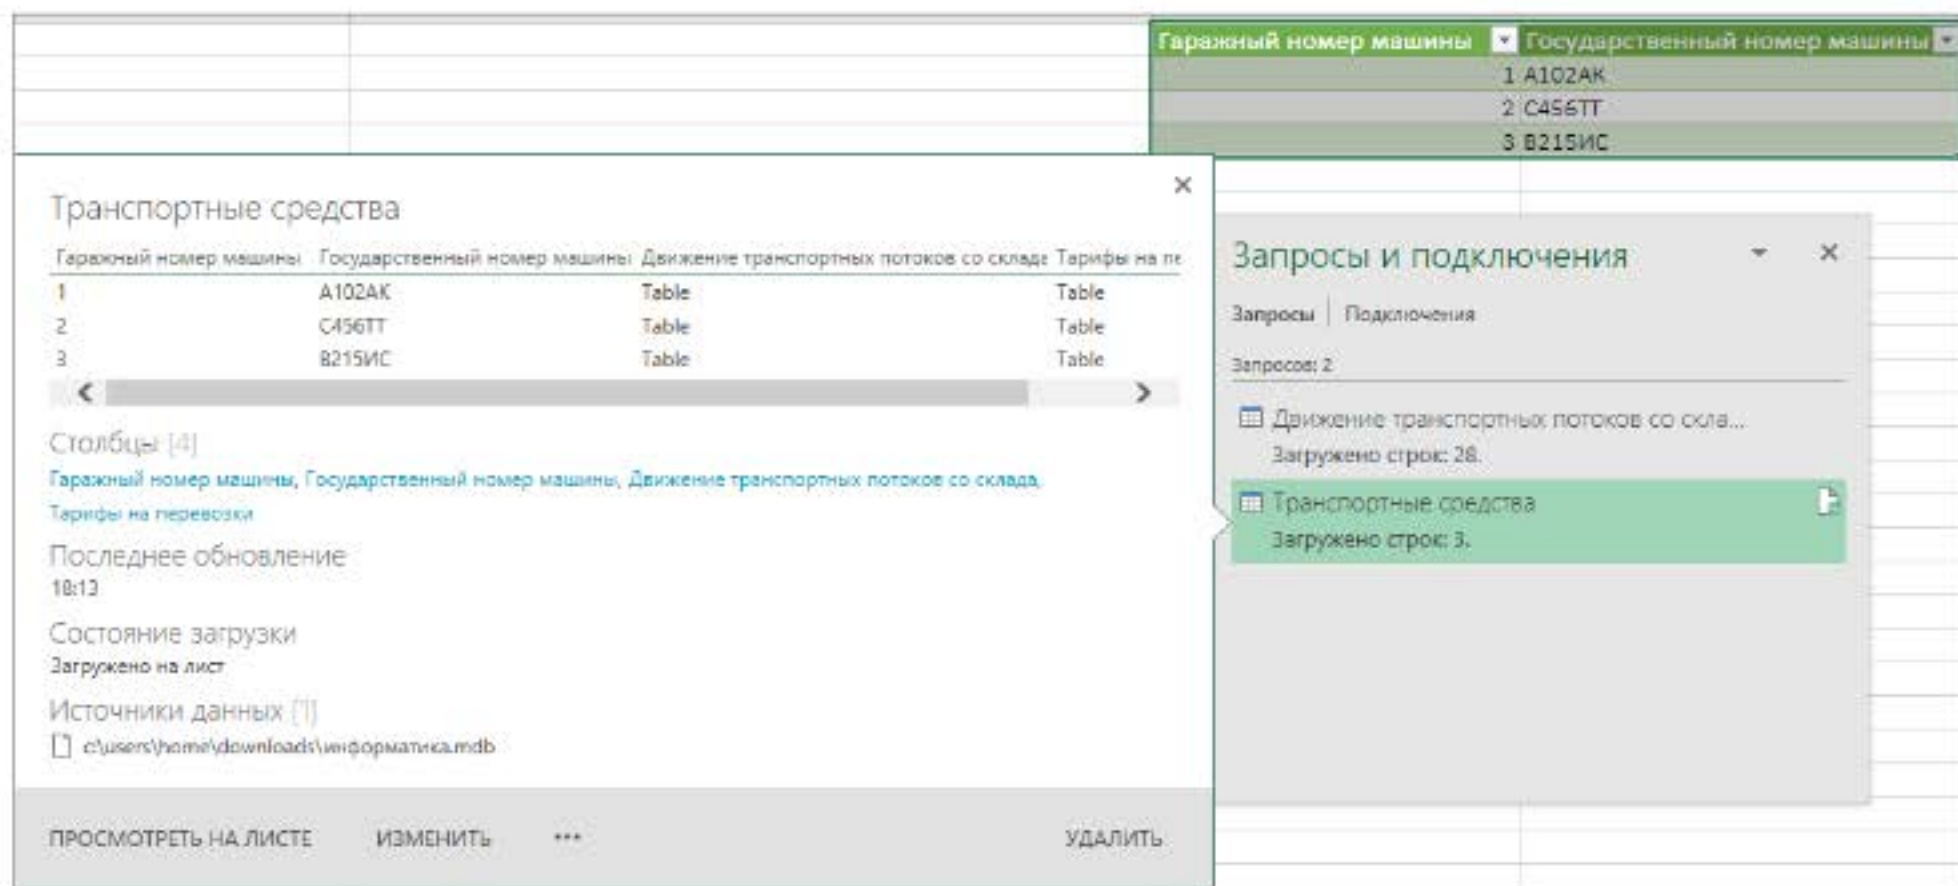 Гаражный номер машины Государственный номер машины
1 А102АК
2 С456ТТ
3 В215ИС
Транспортные средства
Гаражный номер машины Государственный номер машины Движение транспортных потоков со склада Тарифы на пе
1 А102АК Table Table
2 С456ТТ Table Table
3 В215ИС Table Table
Столбцы [4]
Гаражный номер машины, Государственный номер машины, Движение транспортных потоков со склада,
Тарифы на перевозки
Последнее обновление
18:13
Состояние загрузки
Загружено на лист
Источники данных [1]
c:\users\home\downloads\информатика.mdb
ПРОСМОТРЕТЬ НА ЛИСТЕ ИЗМЕНИТЬ ••• УДАЛИТЬ
Запросы и подключения
Запросы | Подключения
Запросов: 2
Движение транспортных потоков со скла...
Загружено строк: 28.
Транспортные средства
Загружено строк: 3.